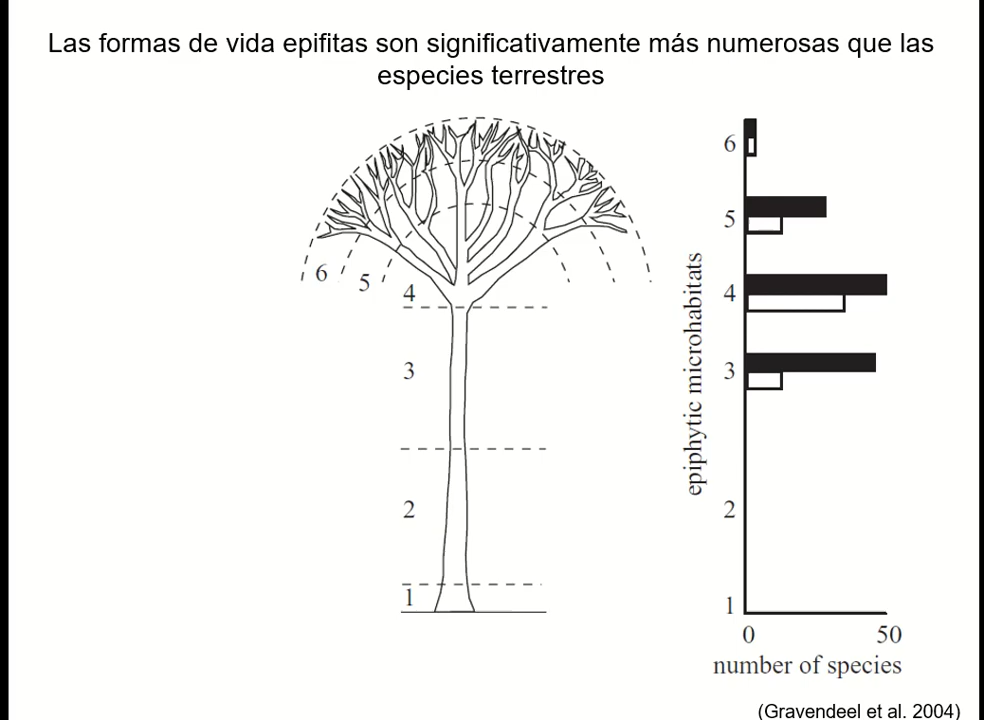 Las formas de vida epifitas son significativamente más numerosas que las
especies terrestres
6
5
4
3
2
1
epiphytic microhabitats
6
5
4
3
2
1
0 50
number of species
(Gravendeel et al. 2004)